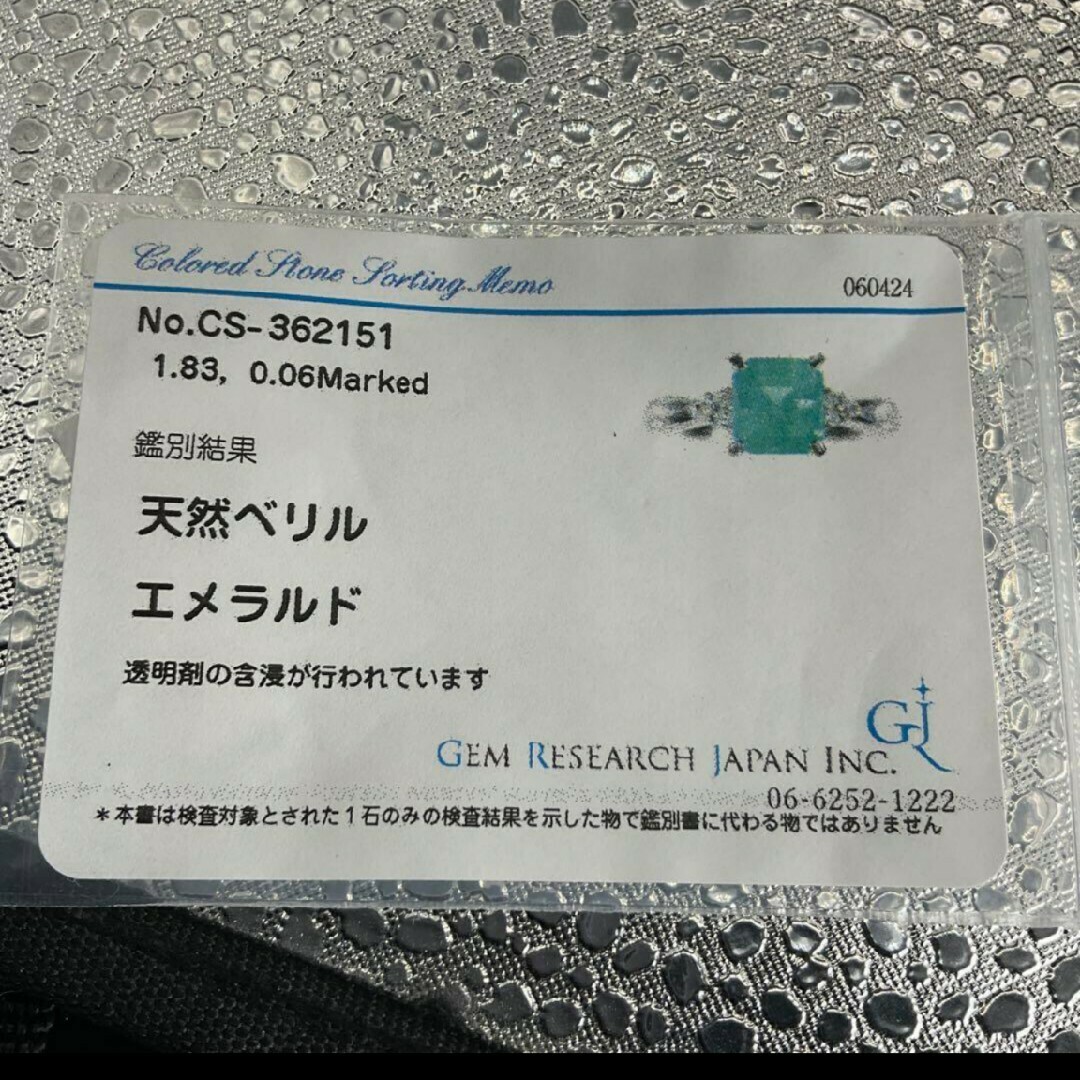 Colored Stone Sorting Memo
060424
No.CS-362151
1.83, 0.06Marked
鑑別結果
天然ベリル
エメラルド
透明剤の含浸が行われています
GJ
GEM RESEARCH JAPAN INC.
06-6252-1222
*本書は検査対象とされた1石のみの検査結果を示した物で鑑別書に代わる物ではありません